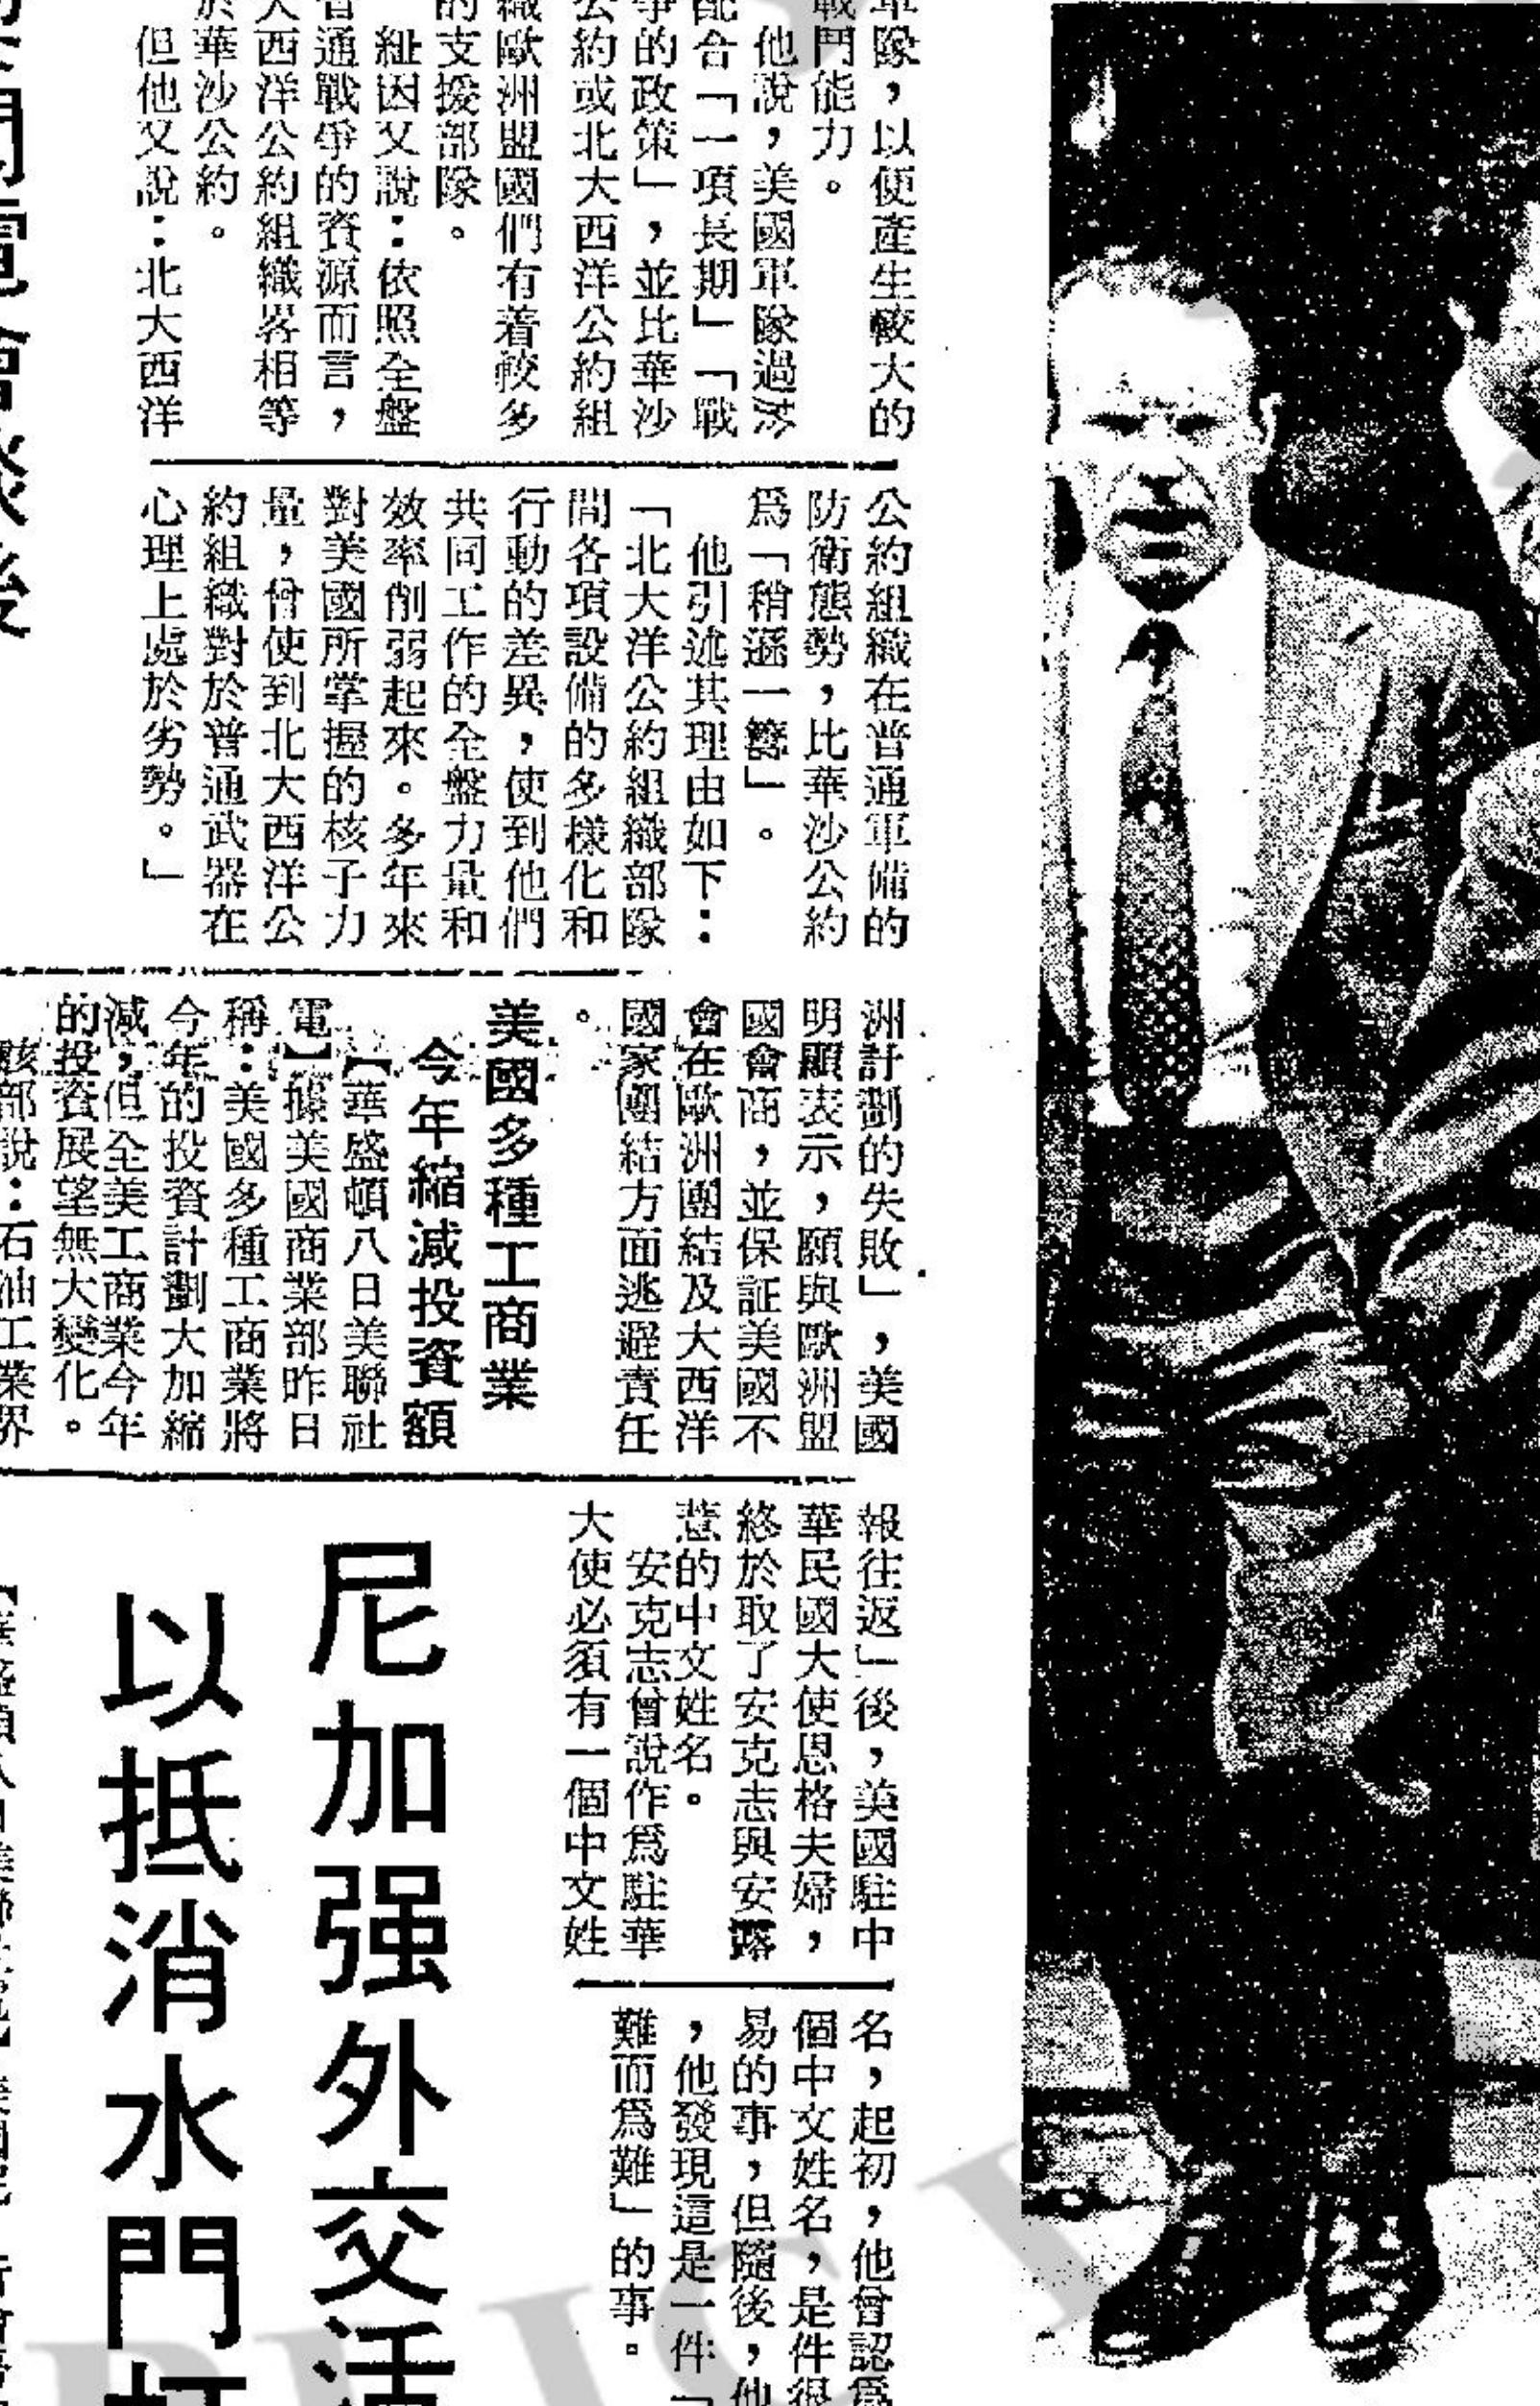 軍隊，以便產生較大的
戰鬥能力。
他說，美國軍隊過渉
配合「一項長期」「戰
爭的政策」，並比華沙
公約或北大西洋公約組
織歐洲盟國們有着較多
的支援部隊。
紐因又說：依照全盤
普通戰爭的資源而言，
大西洋公約組織畧相等
於華沙公約。
但他又說：北大西洋
公約組織在普通軍備的
防衛態勢，比華沙公約
爲「稍遜一籌」。
他引述其理由如下：
「北大洋公約組織部隊
間各項設備的多樣化和
行動的差異，使到他們
共同工作的全盤力量和
效率削弱起來。多年來
對美國所掌握的核子力
量，曾使到北大西洋公
約組織對於普通武器在
心理上處於劣勢。」
洲計劃的失敗」，美國
明顯表示，願與歐洲盟
國會商，並保証美國不
會在歐洲團結及大西洋
國家團結方面逃避責任
。
美國多種工商業
今年縮減投資額
【華盛頓八日美聯社
電】據美國商業部昨日
稱：美國多種工商業將
今年的投資計劃大加縮
減，但全美工商業今年
的投資展望無大變化。
該部說：石油工業界
報往返」後，美國駐中
華民國大使恩格夫婦，
終於取了安克志與安露
薏的中文姓名。
安克志曾說作爲駐華
大使必須有一個中文姓
名，起初，他曾認爲
個中文姓名，是件很
易的事，但隨後，他
，他發現這是一件「
難而爲難」的事。
尼加强外交活
以抵消水門